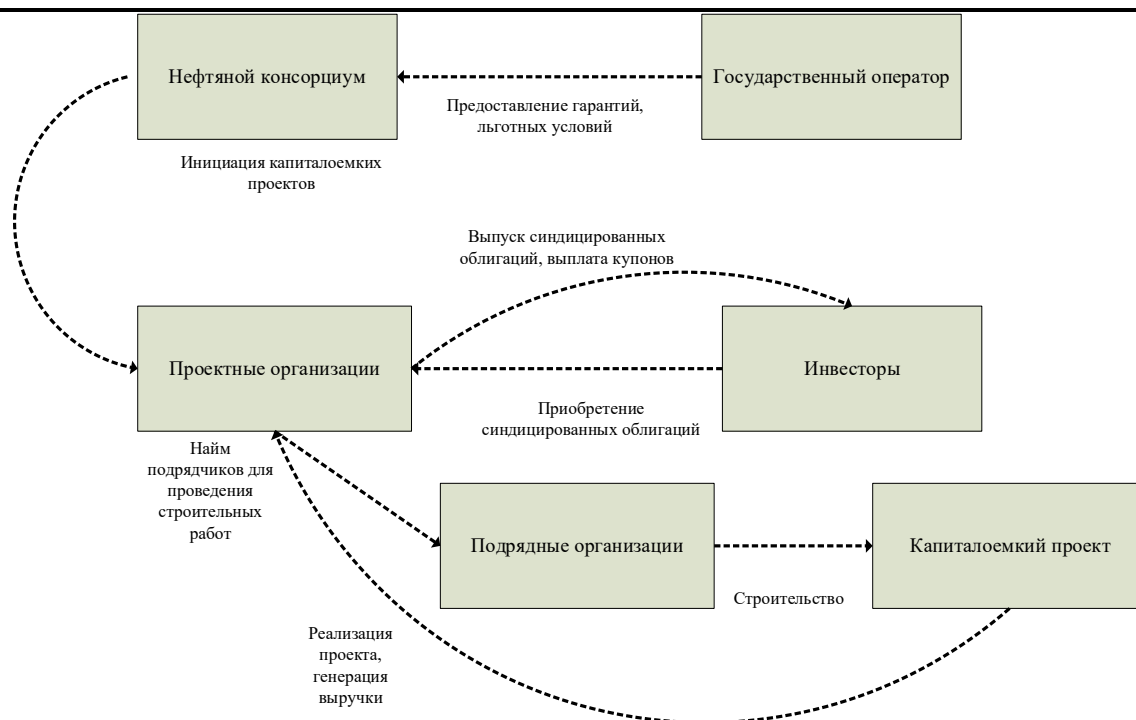 Нефтяной консорциум
Государственный оператор
Предоставление гарантий,
льготных условий
Инициация капиталоемких
проектов
Выпуск синдицированных
облигаций, выплата купонов
Проектные организации
Инвесторы
Приобретение
синдицированных облигаций
Найм
подрядчиков для
проведения
строительных
работ
Подрядные организации
Капиталоемкий проект
Строительство
Реализация
проекта,
генерация
выручки